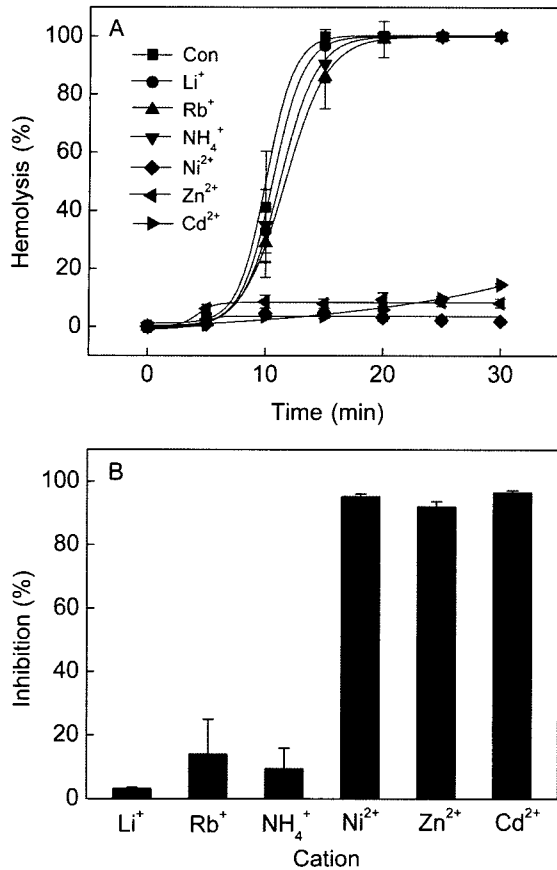 A
Con
Li⁺
Rb⁺
NH₄⁺
Ni²⁺
Zn²⁺
Cd²⁺
Hemolysis (%)
100
80
60
40
20
0
0 10 20 30
Time (min)
B
Inhibition (%)
100
80
60
40
20
0
Li⁺ Rb⁺ NH₄⁺ Ni²⁺ Zn²⁺ Cd²⁺
Cation